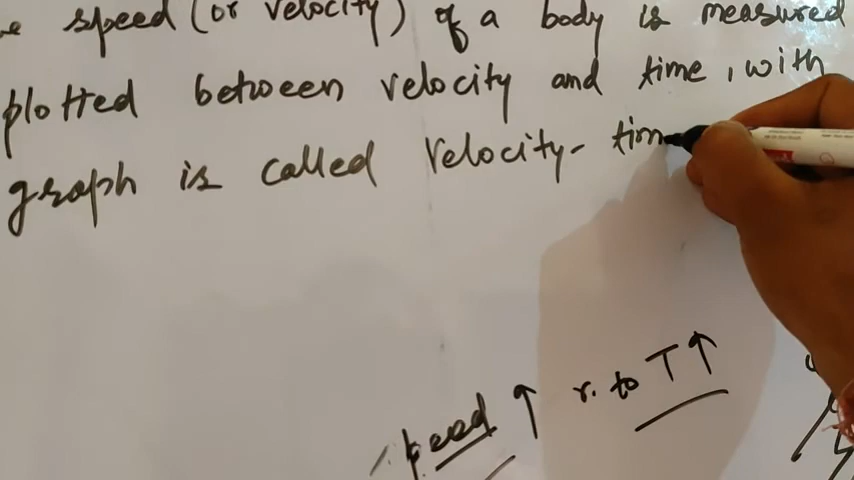 speed (or velocity) of a body is measured
plotted between velocity and time, with
graph is called velocity- tim
speed ↑ r. to T↑